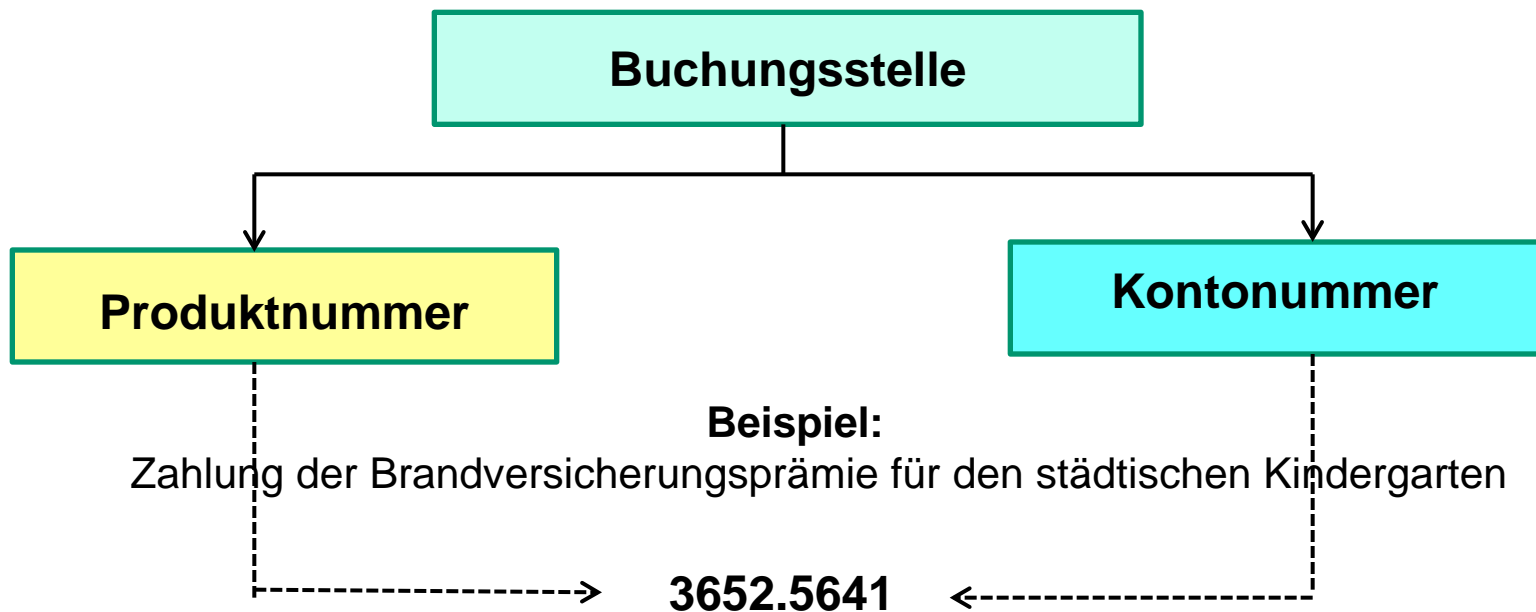 Buchungsstelle
Produktnummer
Kontonummer
Beispiel:
Zahlung der Brandversicherungsprämie für den städtischen Kindergarten
3652.5641